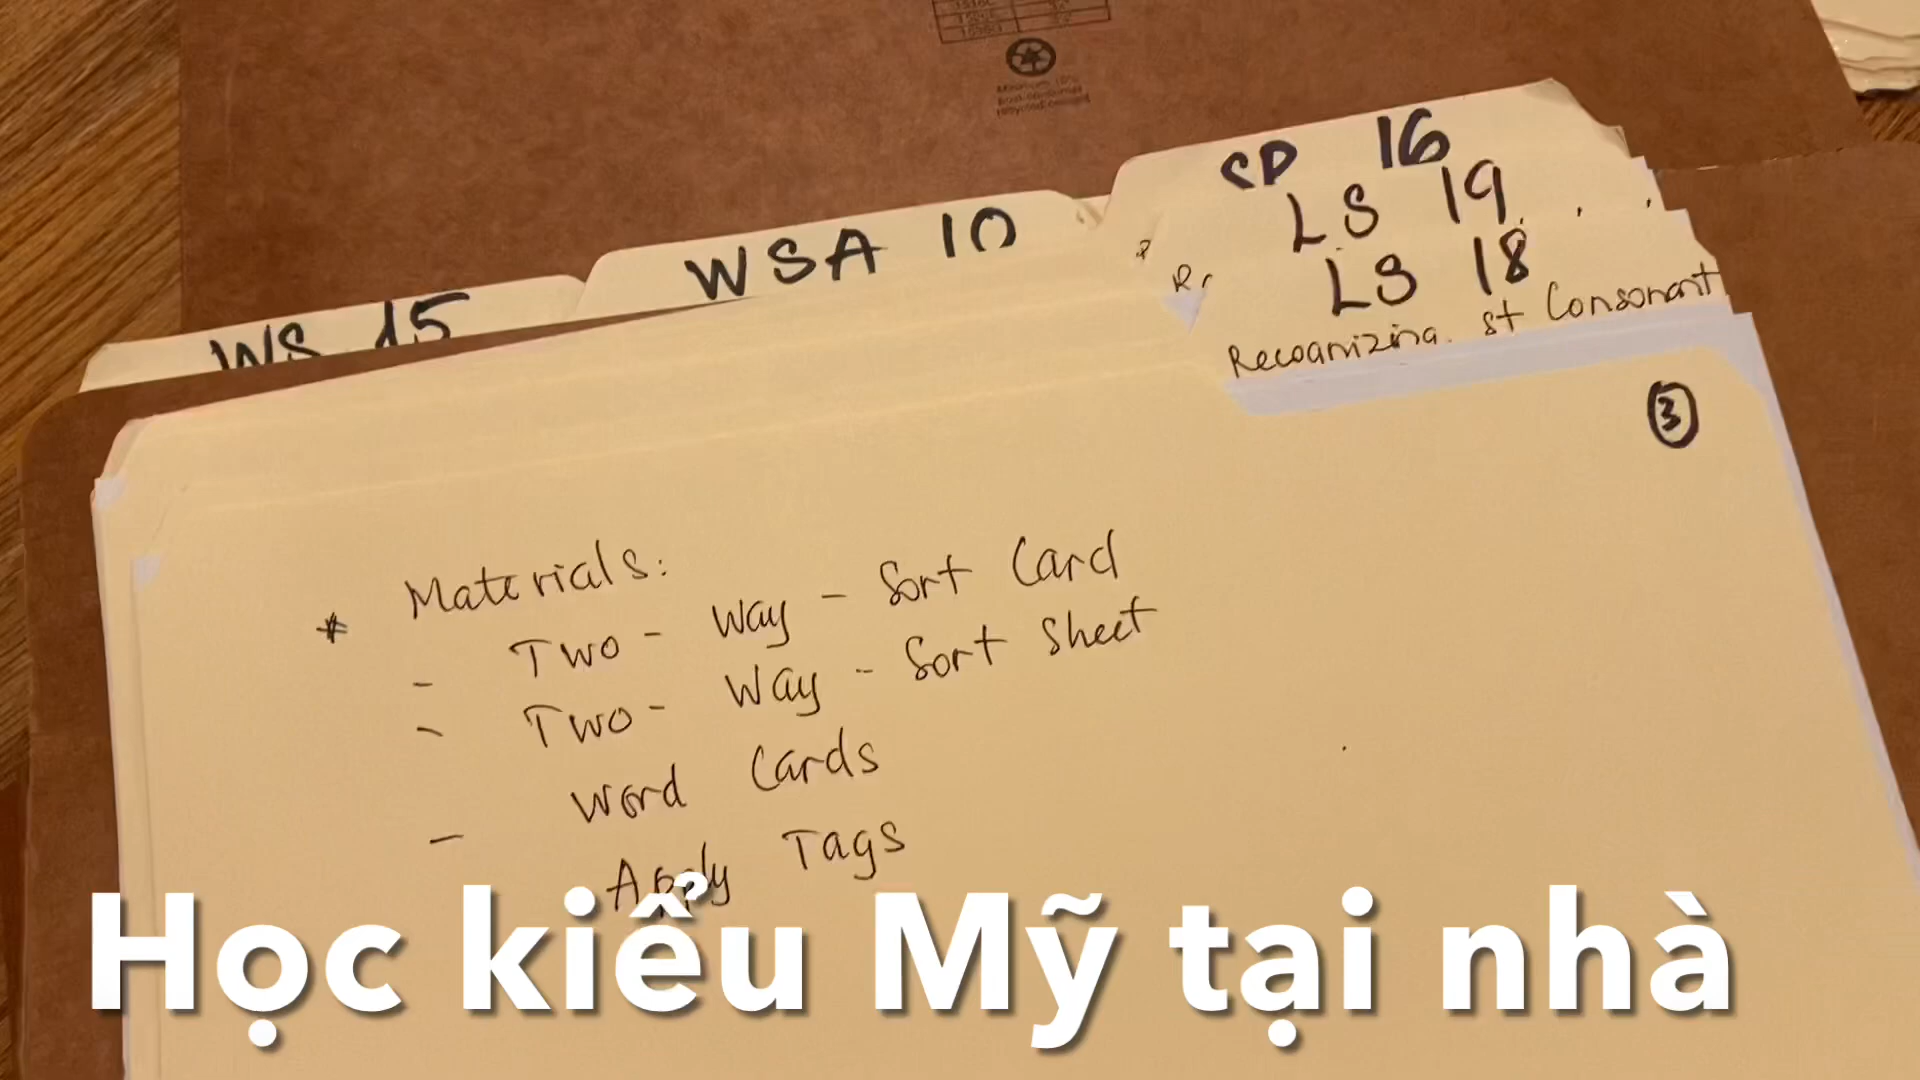 SP 16
LS 19
WSA 10
LS 18
WS 15
Recognizing st Consonant
3
* Materials:
- Two - Way - Sort Card
- Two - Way - Sort Sheet
Word Cards
- Apply Tags
Học kiểu Mỹ tại nhà